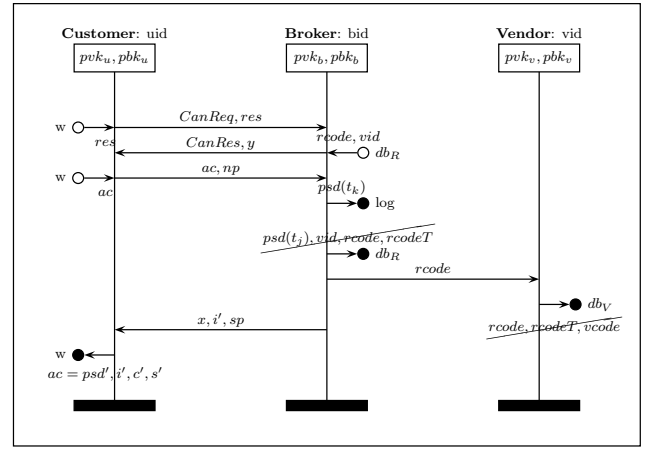 Customer: uid Broker: bid Vendor: vid
pvk_u, pbk_u pvk_b, pbk_b pvk_v, pbk_v
w CanReq, res
res CanRes, y rcode, vid
db_R
w ac, np
ac psd(t_k)
log
psd(t_j), vid, rcode, rcodeT
db_R
rcode
db_V
x, i', sp rcode, rcodeT, vcode
w
ac = psd', i', c', s'